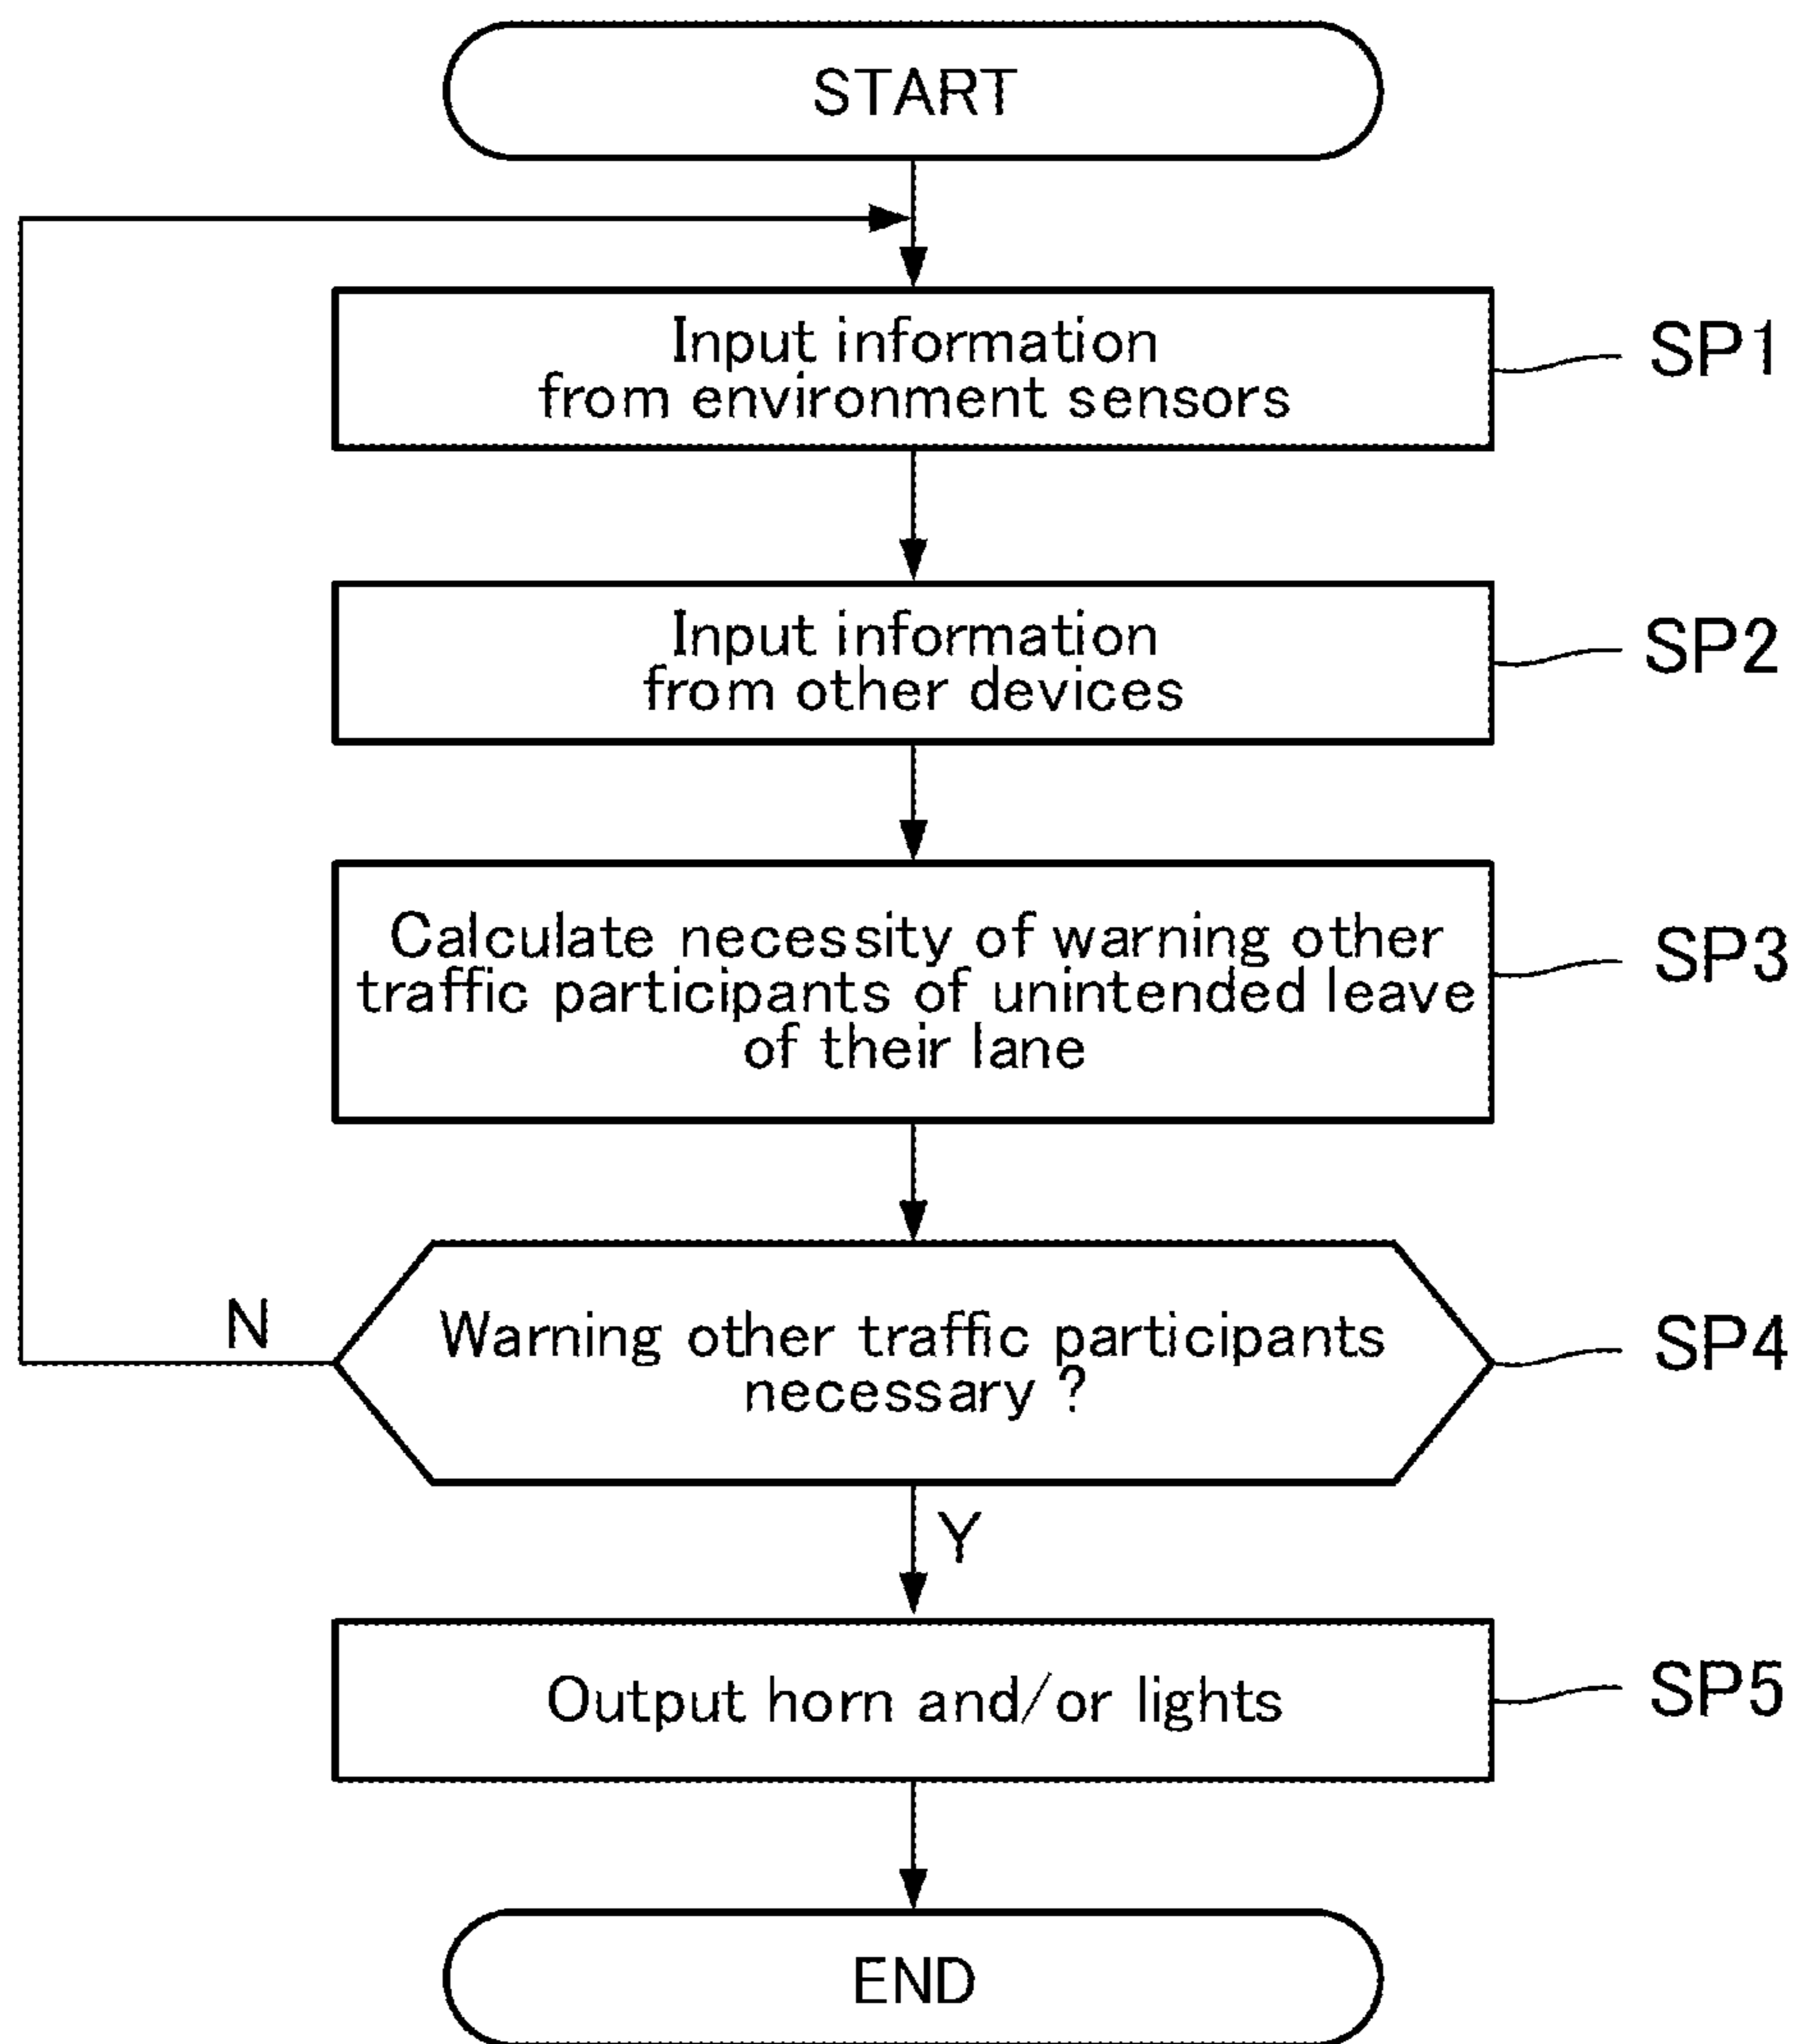 START
Input information
from environment sensors
SP1
Input information
from other devices
SP2
Calculate necessity of warning other
traffic participants of unintended leave
of their lane
SP3
N
Warning other traffic participants
necessary ?
SP4
Y
Output horn and/or lights
SP5
END